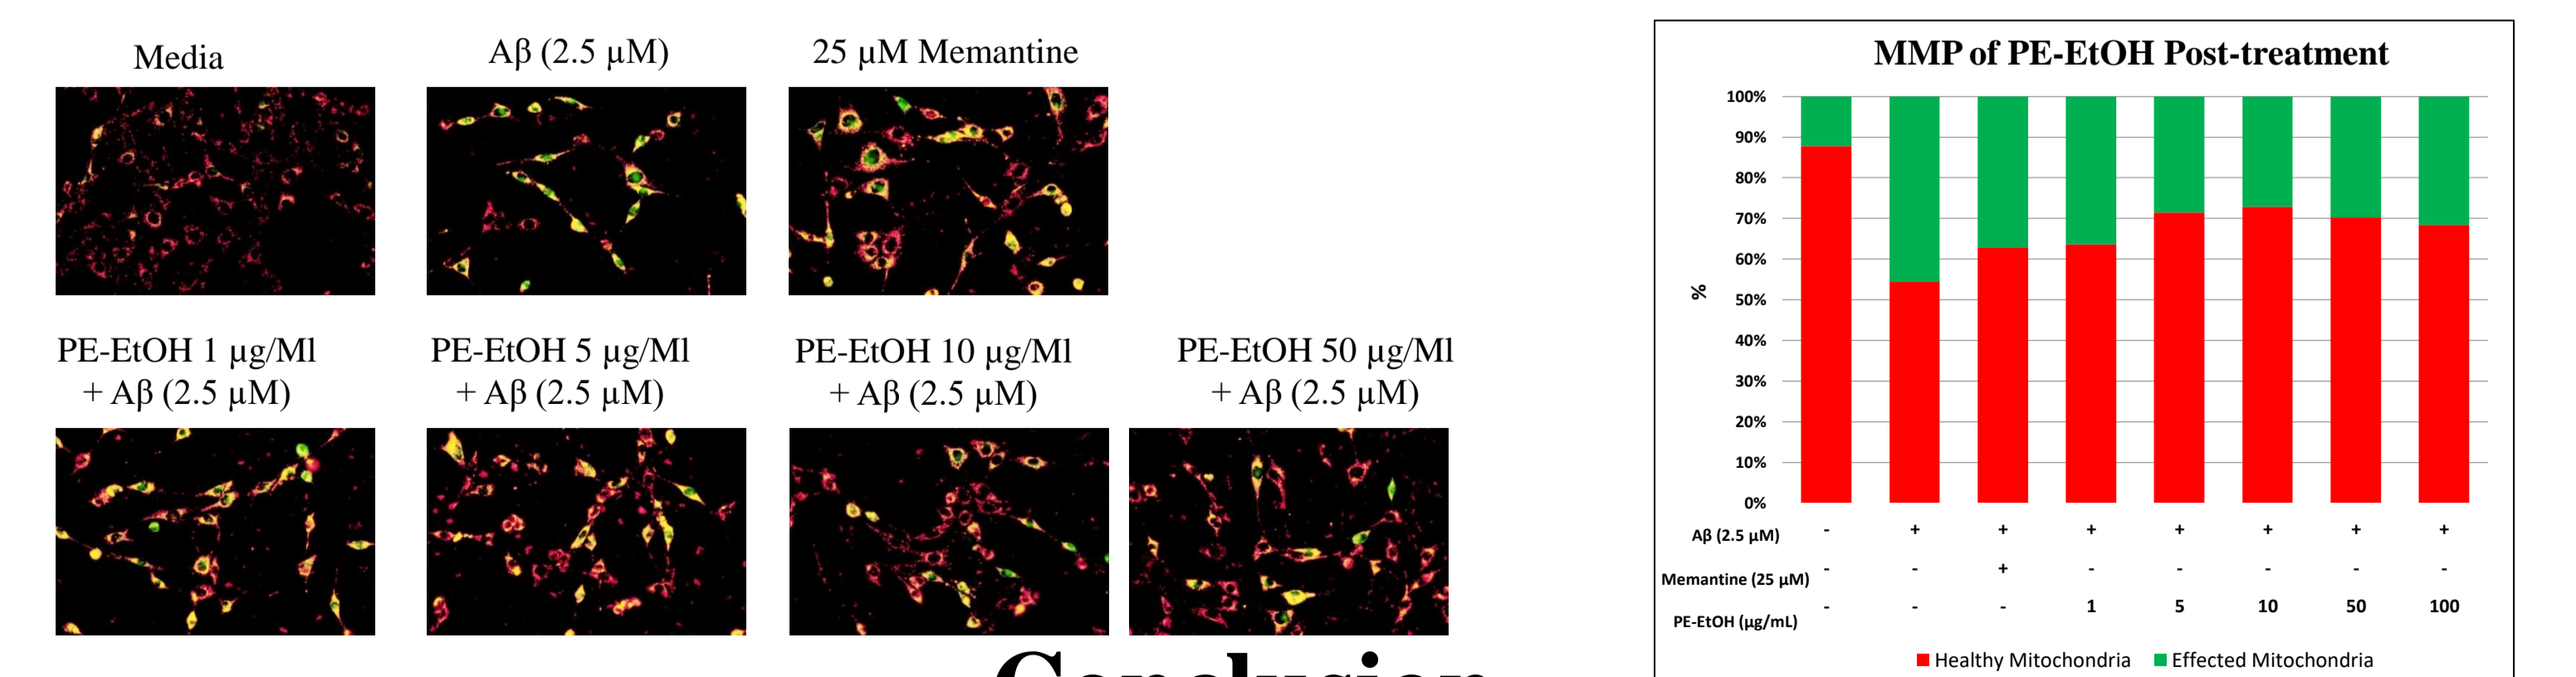 Media
Aβ (2.5 µM)
25 µM Memantine
PE-EtOH 1 µg/Ml
+ Aβ (2.5 µM)
PE-EtOH 5 µg/Ml
+ Aβ (2.5 µM)
PE-EtOH 10 µg/Ml
+ Aβ (2.5 µM)
PE-EtOH 50 µg/Ml
+ Aβ (2.5 µM)
Conclusion
MMP of PE-EtOH Post-treatment
100%
90%
80%
70%
60%
50%
40%
30%
20%
10%
0%
%
Aβ (2.5 µM) - + + + + + + +
Memantine (25 µM) - - + - - - - -
PE-EtOH (µg/mL) - - - 1 5 10 50 100
Healthy Mitochondria Effected Mitochondria